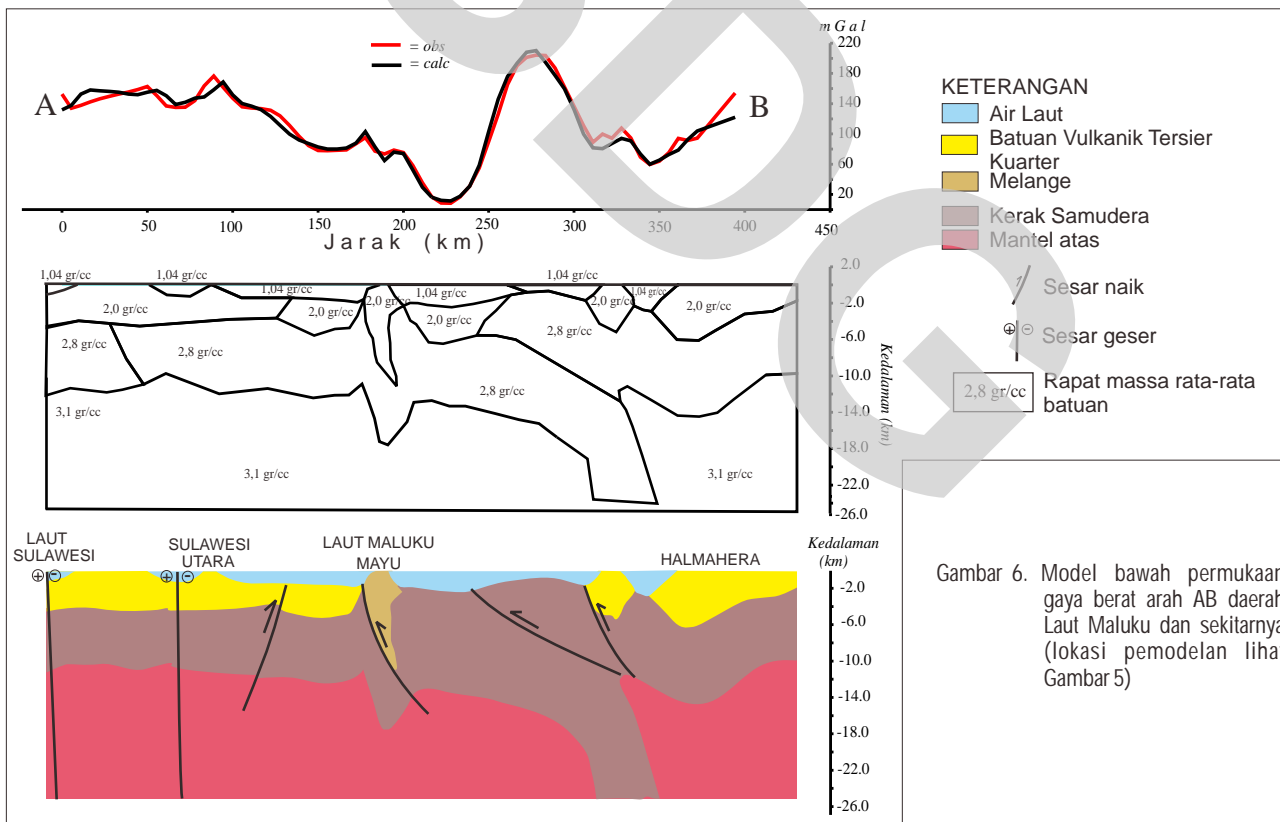 m G a l
220
180
140
100
60
20
= obs
= calc
A
B
0
50
100
150
200
250
300
350
400
450
Jarak (km)
KETERANGAN
Air Laut
Batuan Vulkanik Tersier
Kuarter
Melange
Kerak Samudera
Mantel atas
Sesar naik
⊕ ⊖
Sesar geser
2,8 gr/cc
Rapat massa rata-rata
batuan
1,04 gr/cc
1,04 gr/cc
1,04 gr/cc
1,04 gr/cc
1,04 gr/cc
1,04 gr/cc
2,0 gr/cc
2,0 gr/cc
2,0 gr/cc
2,0 gr/cc
2,0 gr/cc
2,0 gr/cc
2,8 gr/cc
2,8 gr/cc
2,8 gr/cc
2,8 gr/cc
3,1 gr/cc
3,1 gr/cc
3,1 gr/cc
2.0
-2.0
-6.0
-10.0
-14.0
-18.0
-22.0
-26.0
Kedalaman (km)
LAUT
SULAWESI
SULAWESI
UTARA
LAUT MALUKU
MAYU
HALMAHERA
⊕ ⊖
⊕ ⊖
Kedalaman
(km)
-2.0
-6.0
-10.0
-14.0
-18.0
-22.0
-26.0
Gambar 6. Model bawah permukaan
gaya berat arah AB daerah
Laut Maluku dan sekitarnya
(lokasi pemodelan lihat
Gambar 5)